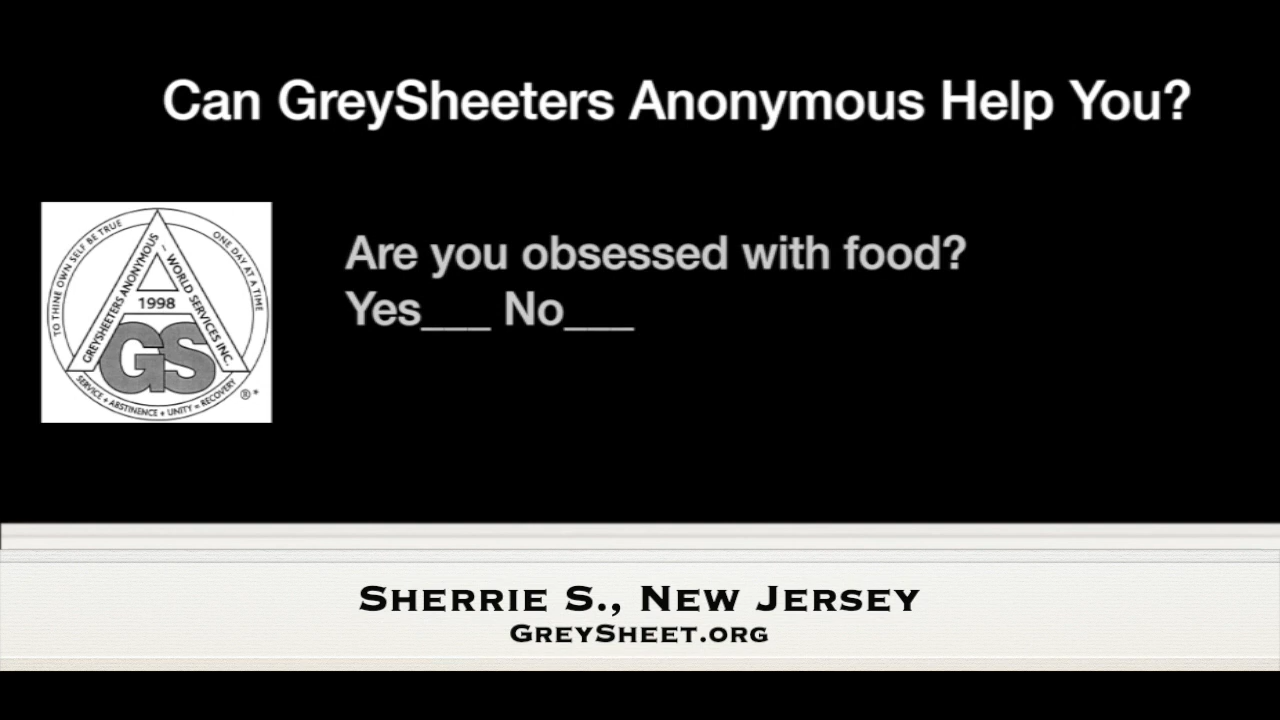 Can GreySheeters Anonymous Help You?
TO THINE OWN SELF BE TRUE
ONE DAY AT A TIME
GREYSHEETERS ANONYMOUS ~ WORLD SERVICES INC.
1998
GS
SERVICE + ABSTINENCE + UNITY = RECOVERY
®*
Are you obsessed with food?
Yes___ No___
Sherrie S., New Jersey
GreySheet.org